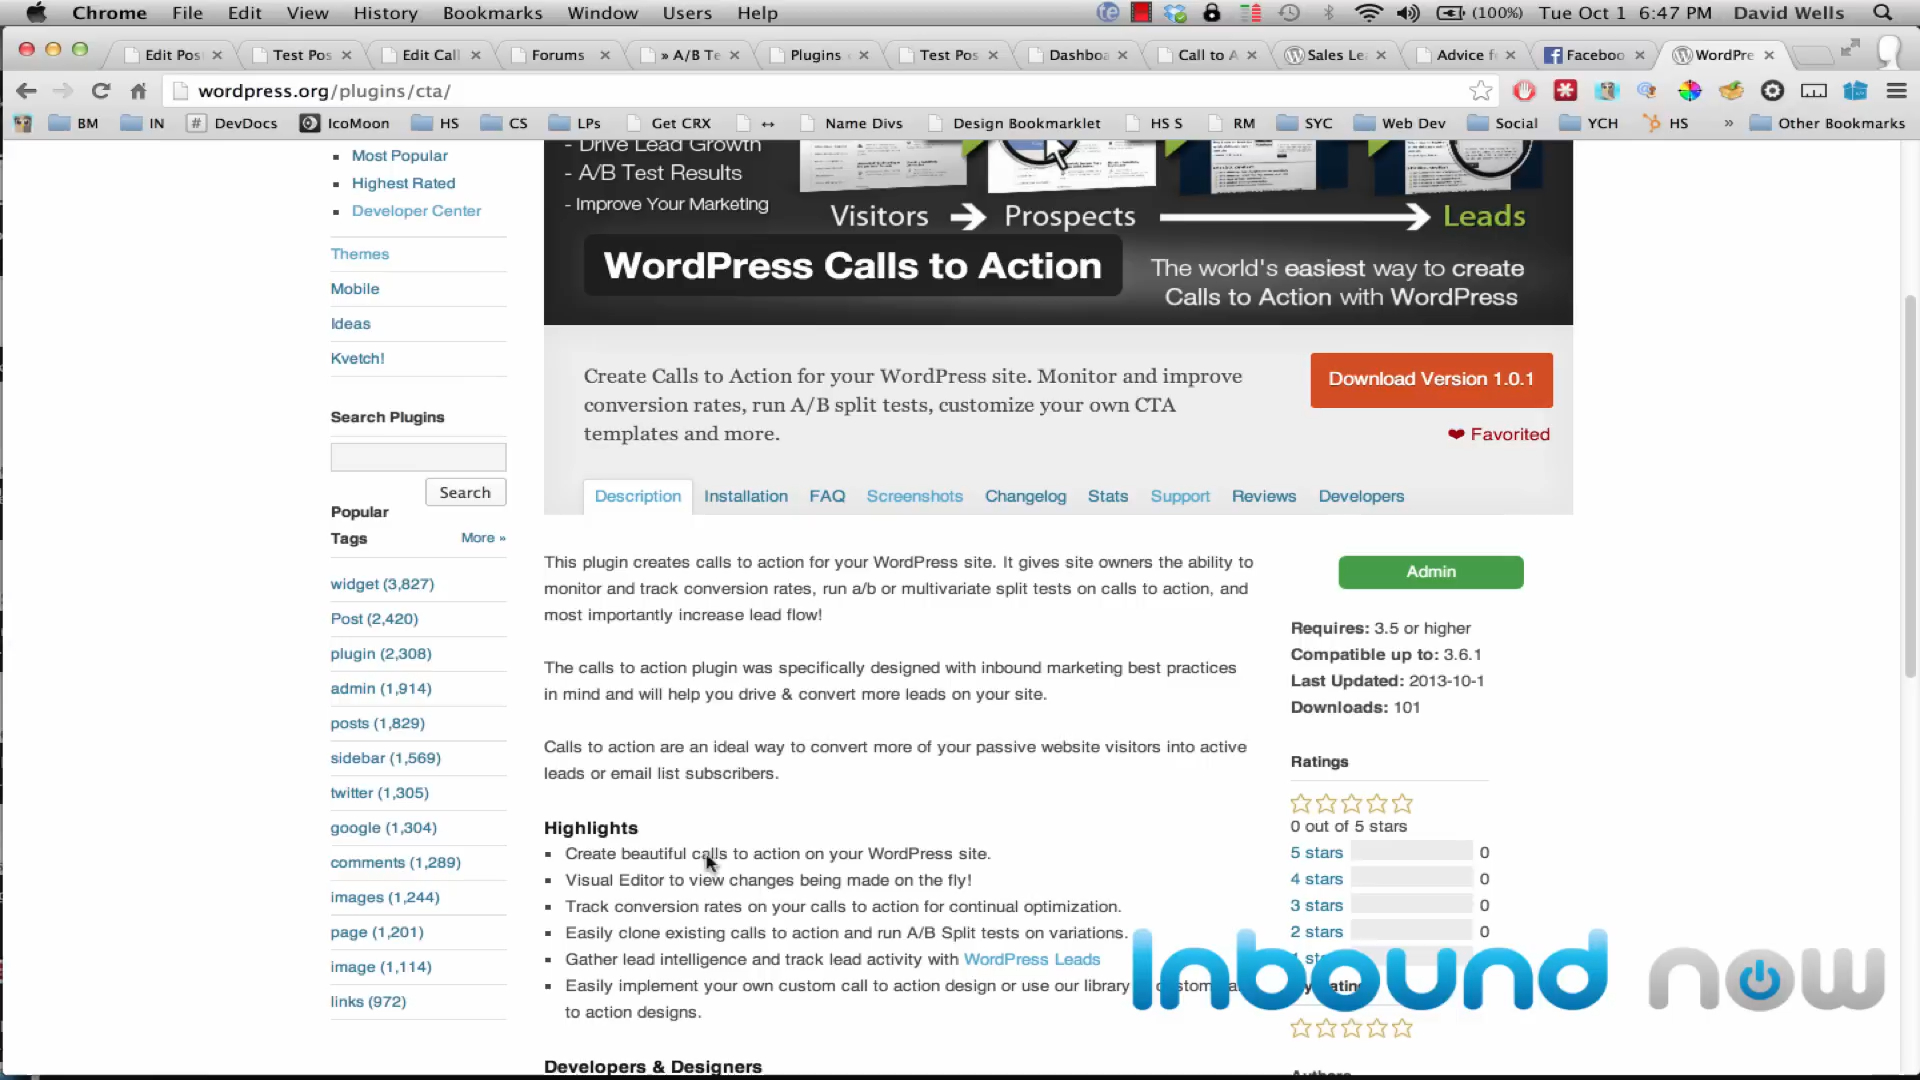 Chrome File Edit View History Bookmarks Window Users Help (100%) Tue Oct 1 6:47 PM David Wells
Edit Pos Test Pos Edit Call Forums » A/B Te Plugins Test Pos Dashboa Call to A Sales Le Advice f Faceboo WordPre
wordpress.org/plugins/cta/
BM IN # DevDocs IcoMoon HS CS LPs Get CRX ↔ Name Divs Design Bookmarklet HS S RM SYC Web Dev Social YCH HS » Other Bookmarks
Most Popular
Highest Rated
Developer Center
Themes
Mobile
Ideas
Kvetch!
Search Plugins
Search
Popular
Tags More »
widget (3,827)
Post (2,420)
plugin (2,308)
admin (1,914)
posts (1,829)
sidebar (1,569)
twitter (1,305)
google (1,304)
comments (1,289)
images (1,244)
page (1,201)
image (1,114)
links (972)
- Drive Lead Growth
- A/B Test Results
- Improve Your Marketing
Visitors Prospects Leads
WordPress Calls to Action
The world's easiest way to create
Calls to Action with WordPress
Create Calls to Action for your WordPress site. Monitor and improve
conversion rates, run A/B split tests, customize your own CTA
templates and more.
Download Version 1.0.1
Favorited
Description Installation FAQ Screenshots Changelog Stats Support Reviews Developers
This plugin creates calls to action for your WordPress site. It gives site owners the ability to
monitor and track conversion rates, run a/b or multivariate split tests on calls to action, and
most importantly increase lead flow!
The calls to action plugin was specifically designed with inbound marketing best practices
in mind and will help you drive & convert more leads on your site.
Calls to action are an ideal way to convert more of your passive website visitors into active
leads or email list subscribers.
Highlights
Create beautiful calls to action on your WordPress site.
Visual Editor to view changes being made on the fly!
Track conversion rates on your calls to action for continual optimization.
Easily clone existing calls to action and run A/B Split tests on variations.
Gather lead intelligence and track lead activity with WordPress Leads
Easily implement your own custom call to action design or use our library
to action designs.
Developers & Designers
Admin
Requires: 3.5 or higher
Compatible up to: 3.6.1
Last Updated: 2013-10-1
Downloads: 101
Ratings
0 out of 5 stars
5 stars 0
4 stars 0
3 stars 0
2 stars 0
Inbound now